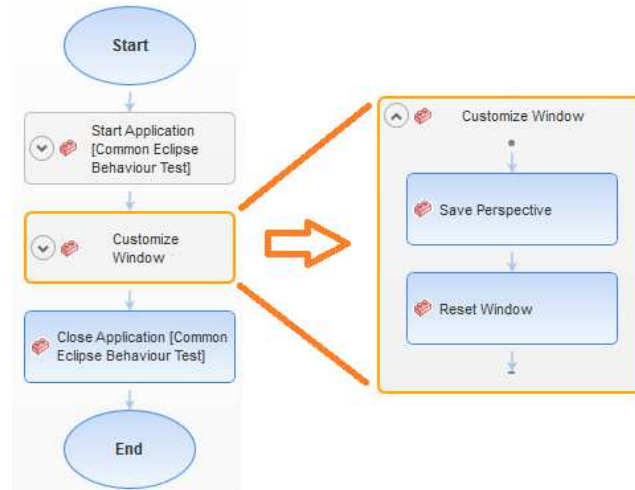 Start
Start Application
[Common Eclipse
Behaviour Test]
Customize
Window
Close Application [Common
Eclipse Behaviour Test]
End
Customize Window
Save Perspective
Reset Window